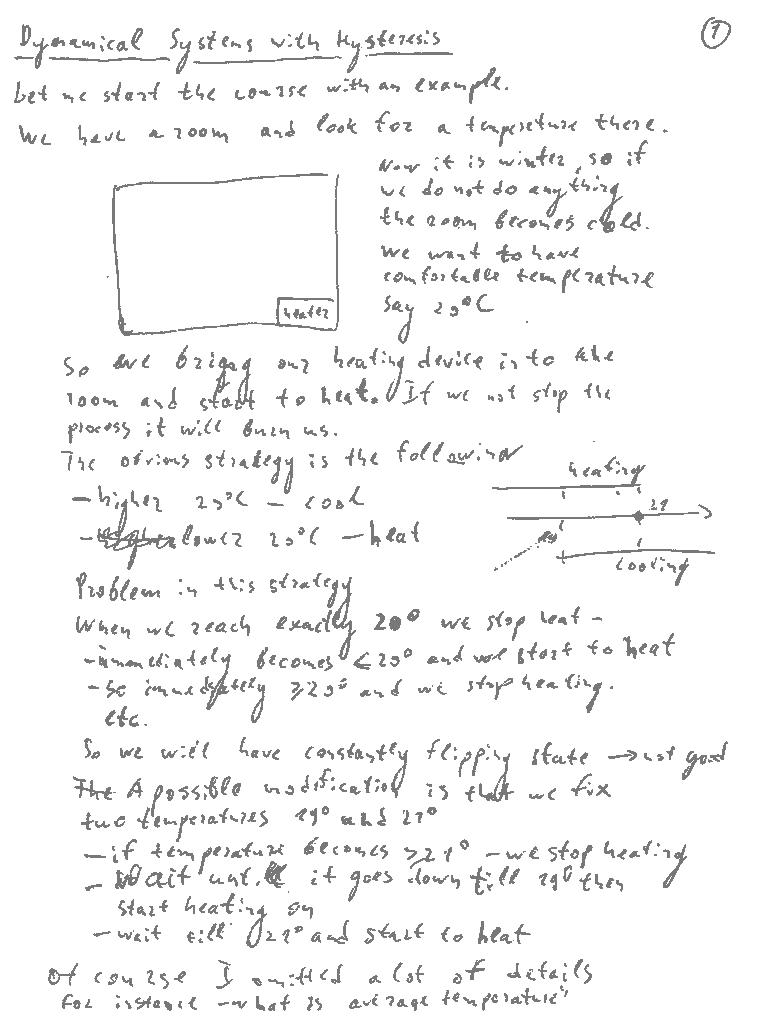 1
Dynamical Systems with Hysteresis
Let me start the course with an example.
We have a room and look for a temperature there.
Now it is winter, so if
we do not do anything
the room becomes cold.
We want to have
comfortable temperature
say 20°C
heater
So we bring our heating device into the
room and start to heat. If we not stop the
process it will burn us.
The obvious strategy is the following
heating
- higher 20°C - cool
21
- lower 20°C - heat
19
cooling
Problem in this strategy
When we reach exactly 20° we stop heat -
- immediately becomes < 20° and we start to heat
- so immediately ≥ 20° and we stop heating.
etc.
So we will have constantly flipping state → not good
The A possible modification is that we fix
two temperatures 19° and 21°
- if temperature becomes > 21° - we stop heating
- Wait until it goes down till 19° then
start heating on
- wait till 21° and start to heat
Of course I omitted a lot of details
For instance - what is average temperature"